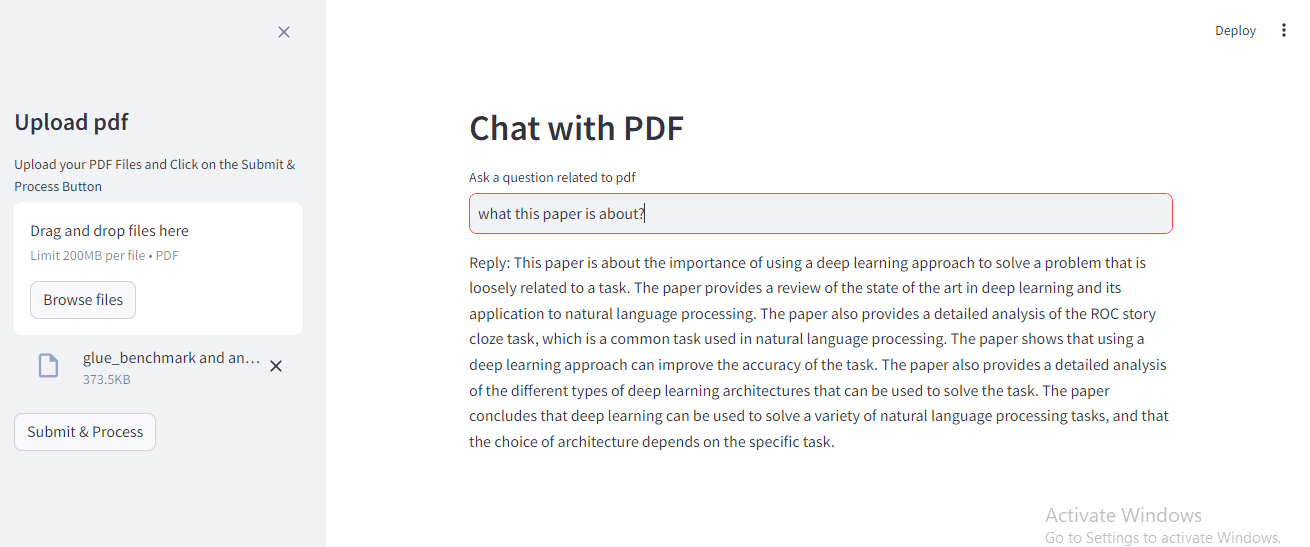 Deploy
Upload pdf
Upload your PDF Files and Click on the Submit &
Process Button
Drag and drop files here
Limit 200MB per file • PDF
Browse files
glue_benchmark and an…
373.5KB
Submit & Process
Chat with PDF
Ask a question related to pdf
what this paper is about?
Reply: This paper is about the importance of using a deep learning approach to solve a problem that is
loosely related to a task. The paper provides a review of the state of the art in deep learning and its
application to natural language processing. The paper also provides a detailed analysis of the ROC story
cloze task, which is a common task used in natural language processing. The paper shows that using a
deep learning approach can improve the accuracy of the task. The paper also provides a detailed analysis
of the different types of deep learning architectures that can be used to solve the task. The paper
concludes that deep learning can be used to solve a variety of natural language processing tasks, and that
the choice of architecture depends on the specific task.
Activate Windows
Go to Settings to activate Windows.